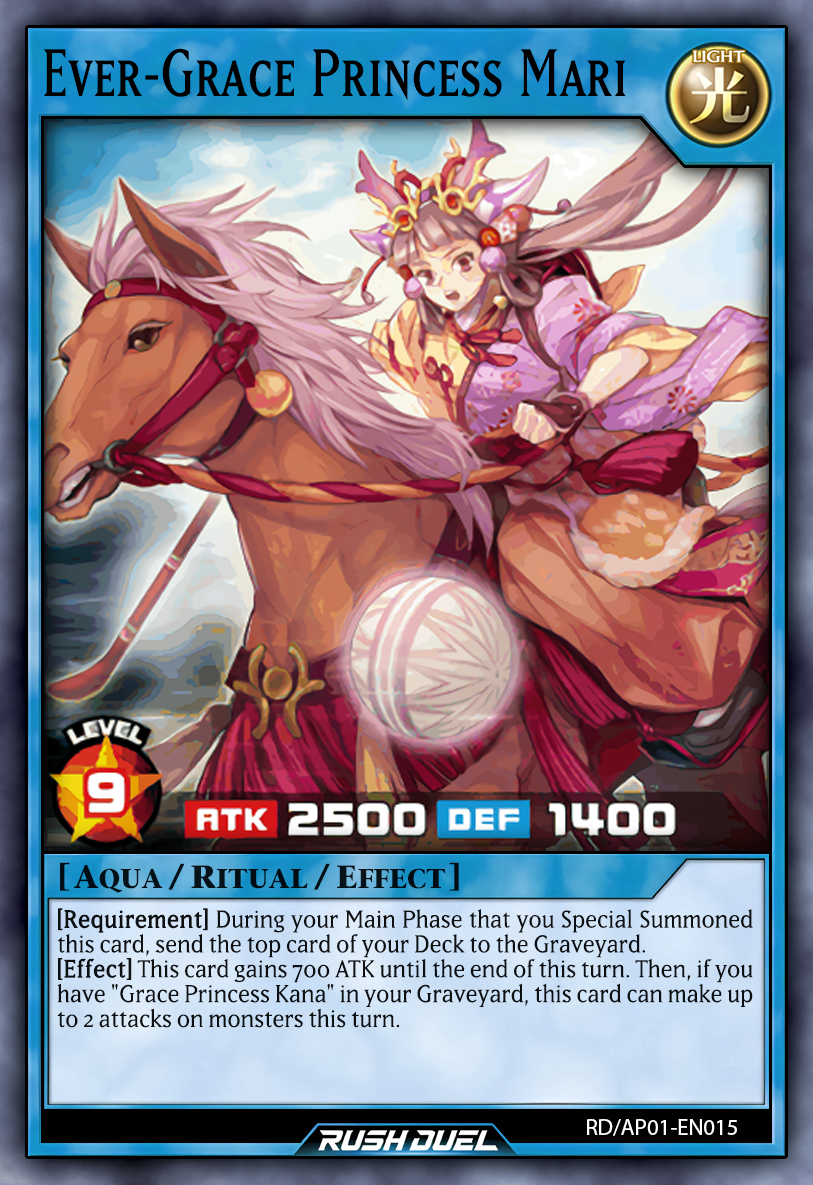 Ever-Grace Princess Mari
LIGHT
光
LEVEL
9
ATK 2500 DEF 1400
[ Aqua / Ritual / Effect ]
[Requirement] During your Main Phase that you Special Summoned
this card, send the top card of your Deck to the Graveyard.
[Effect] This card gains 700 ATK until the end of this turn. Then, if you
have "Grace Princess Kana" in your Graveyard, this card can make up
to 2 attacks on monsters this turn.
RD/AP01-EN015
RUSH DUEL